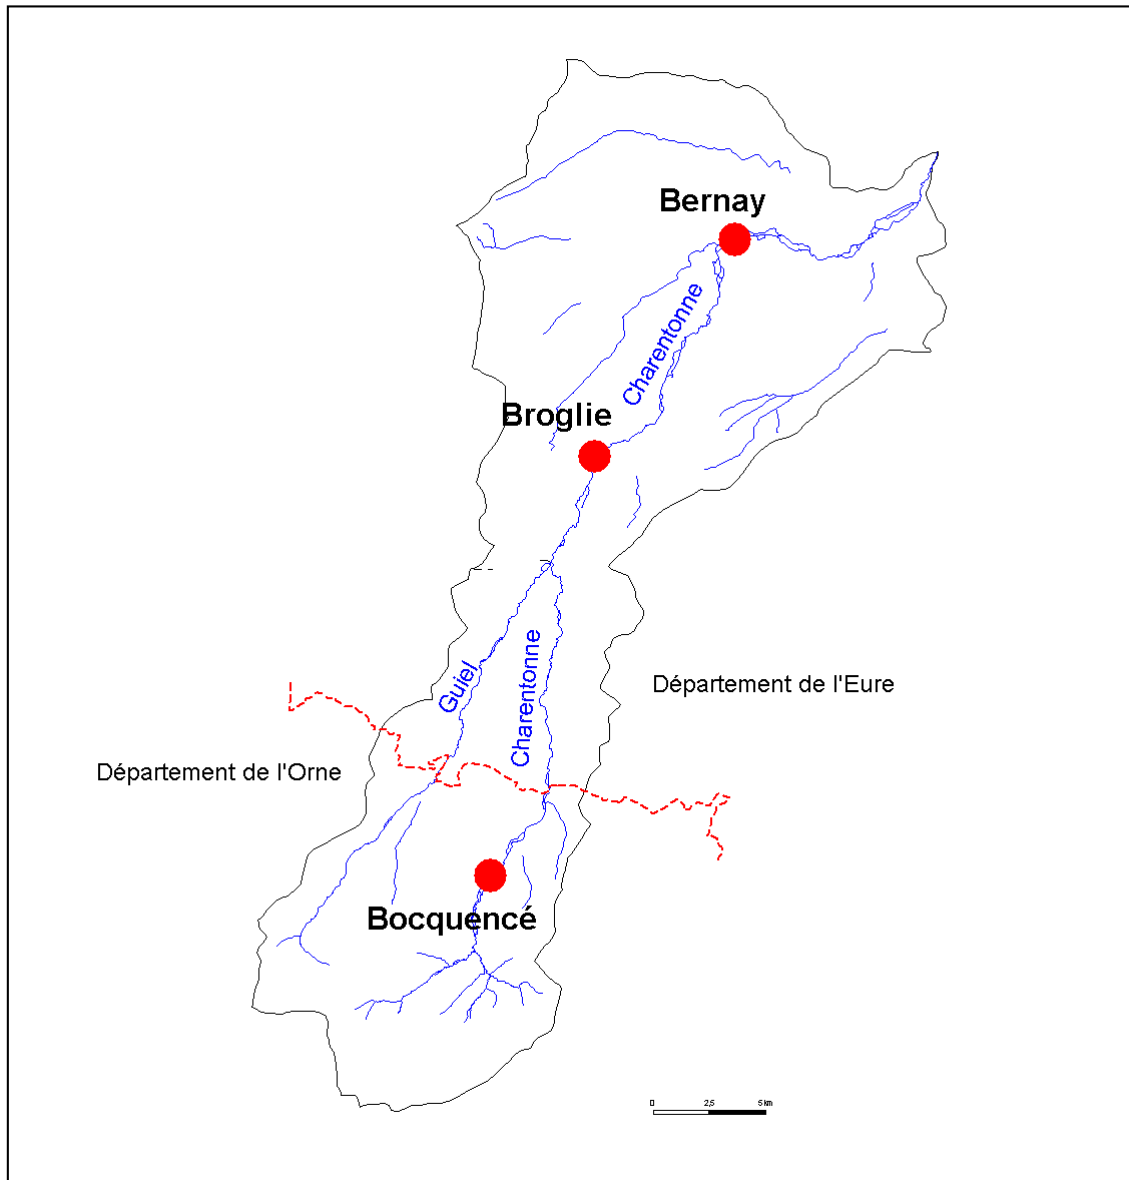 Bernay
Charentonne
Broglie
Guiel
Charentonne
Département de l'Eure
Département de l'Orne
Bocquencé
0 2,5 5 km